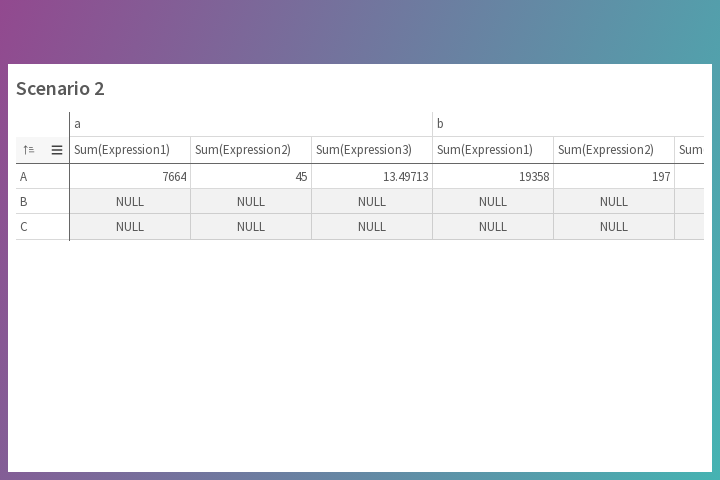 Scenario 2
a b
Sum(Expression1) Sum(Expression2) Sum(Expression3) Sum(Expression1) Sum(Expression2) Sum
A 7664 45 13.49713 19358 197
B NULL NULL NULL NULL NULL
C NULL NULL NULL NULL NULL